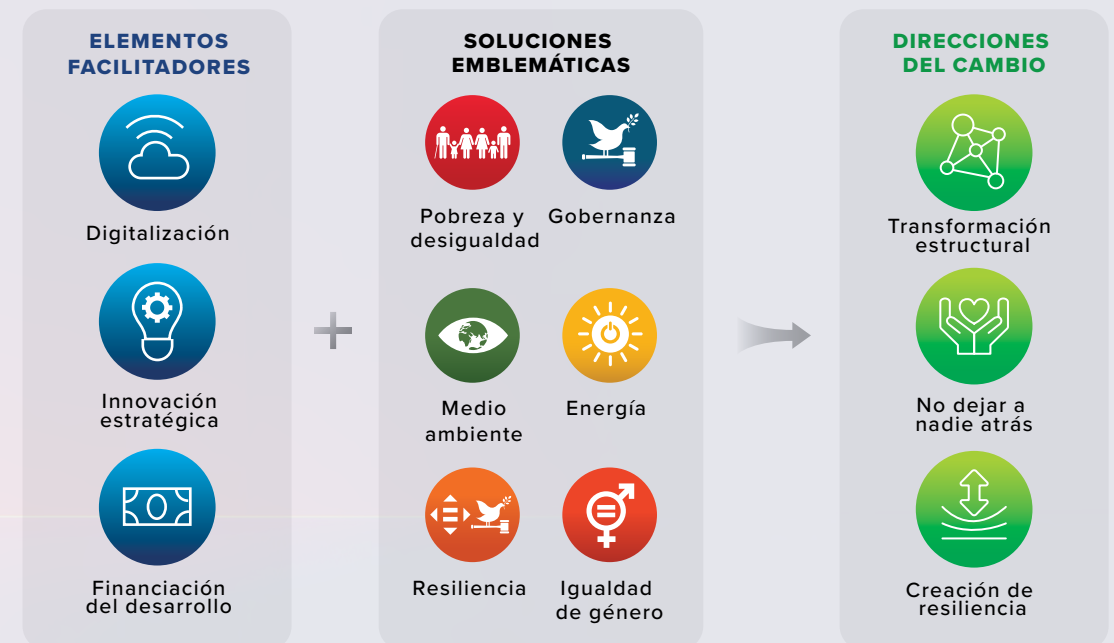 ELEMENTOS
FACILITADORES
Digitalización
Innovación
estratégica
Financiación
del desarrollo
+
SOLUCIONES
EMBLEMÁTICAS
Pobreza y
desigualdad
Gobernanza
Medio
ambiente
Energía
Resiliencia
Igualdad
de género
DIRECCIONES
DEL CAMBIO
Transformación
estructural
No dejar a
nadie atrás
Creación de
resiliencia